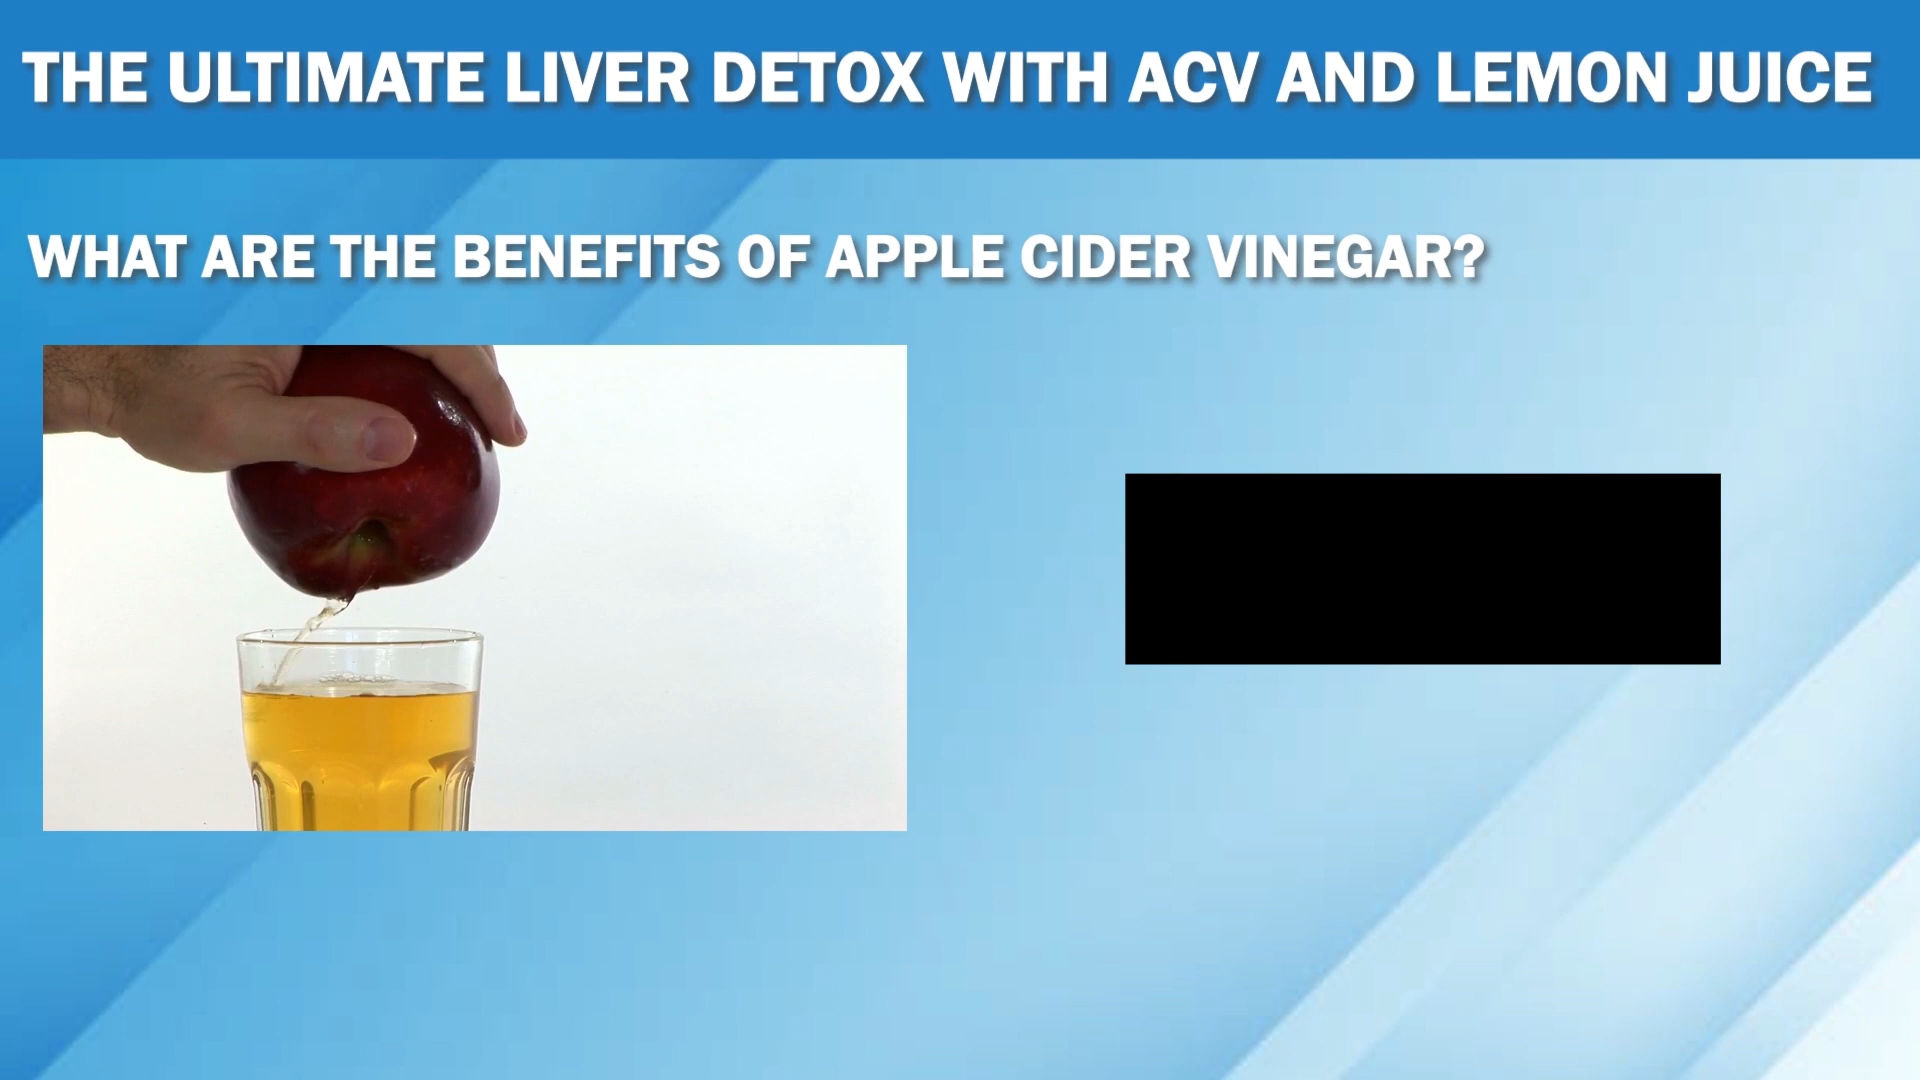 THE ULTIMATE LIVER DETOX WITH ACV AND LEMON JUICE
WHAT ARE THE BENEFITS OF APPLE CIDER VINEGAR?